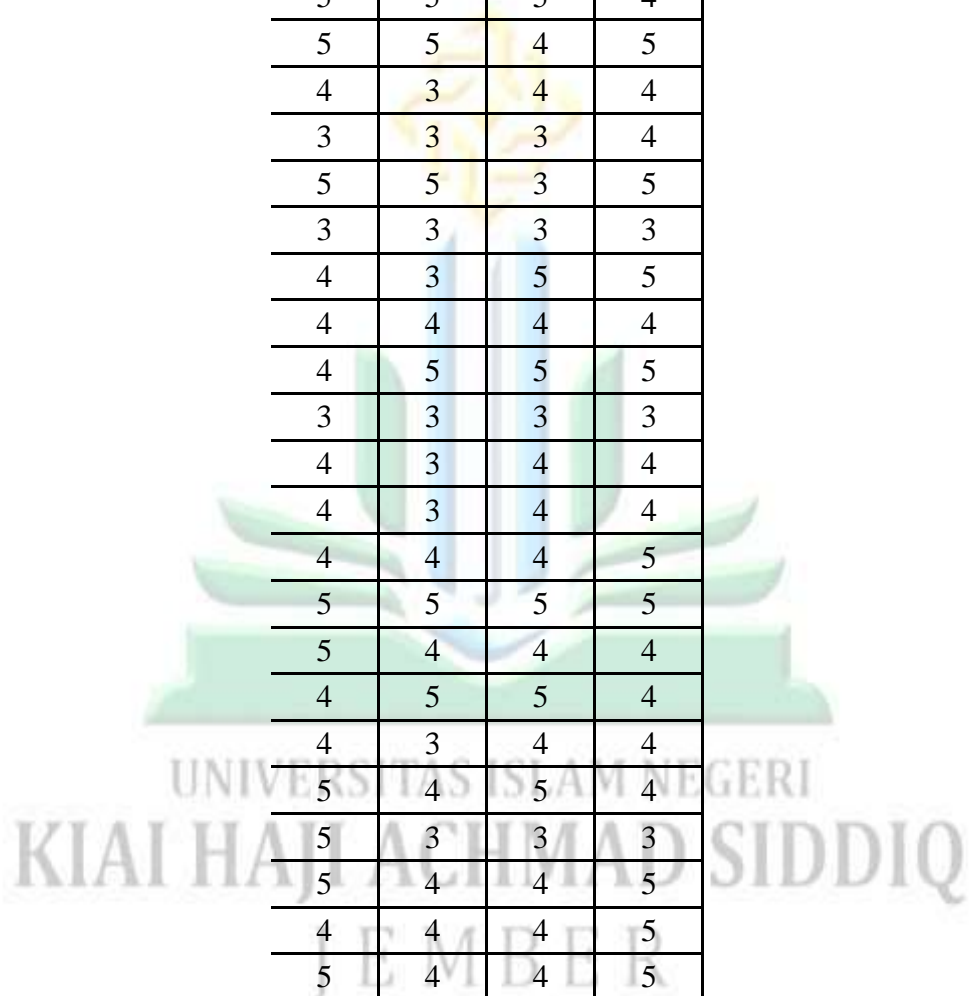 5 5 4 5
4 3 4 4
3 3 3 4
5 5 3 5
3 3 3 3
4 3 5 5
4 4 4 4
4 5 5 5
3 3 3 3
4 3 4 4
4 3 4 4
4 4 4 5
5 5 5 5
5 4 4 4
4 5 5 4
4 3 4 4
UNIVERSITAS ISLAM NEGERI
5 4 5 4
KIAI HAJI ACHMAD SIDDIQ
5 3 3 3
5 4 4 5
JEMBER
4 4 4 5
5 4 4 5